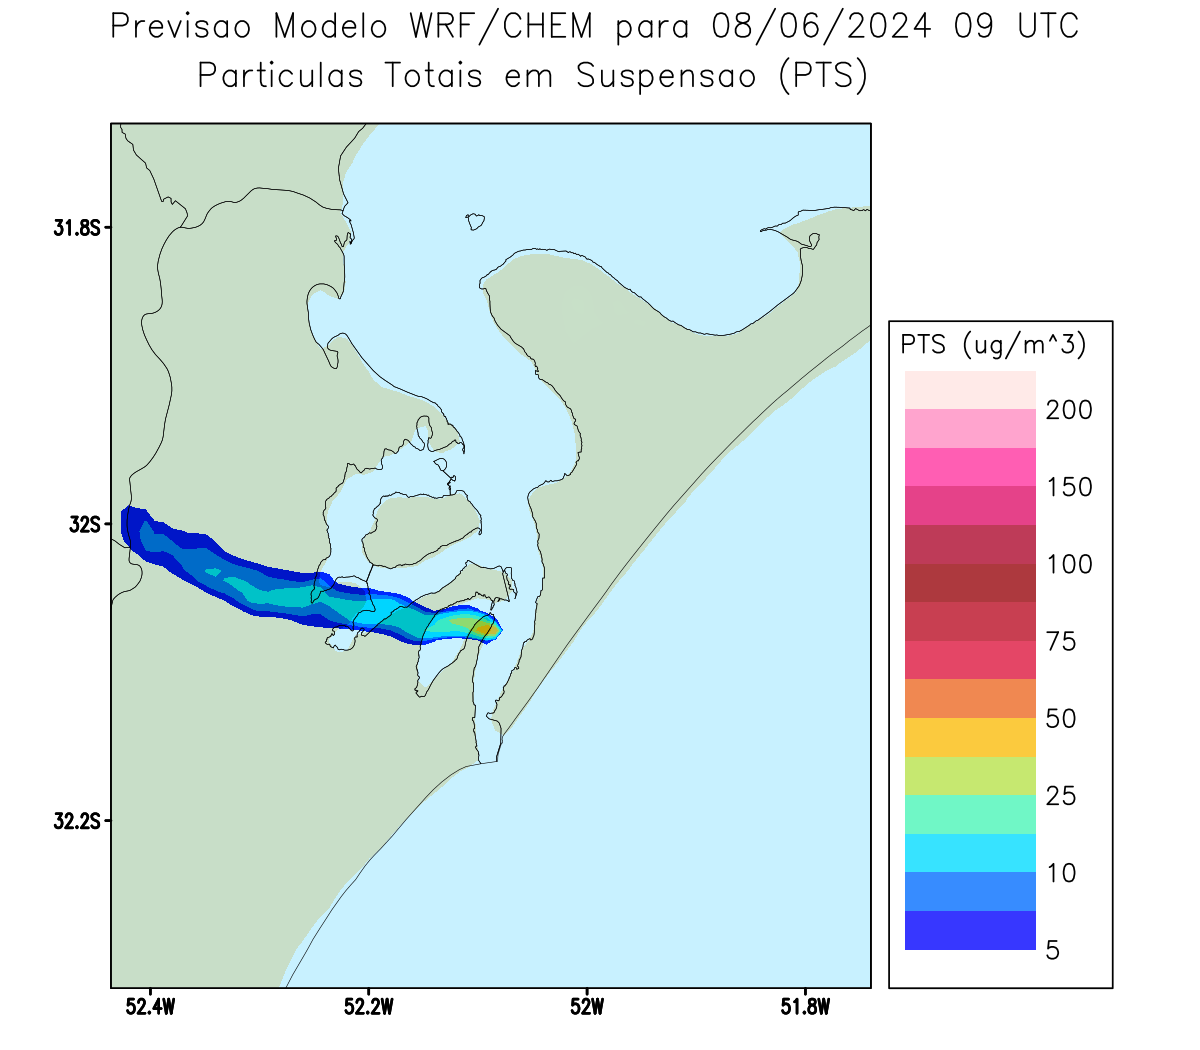 Previsao Modelo WRF/CHEM para 08/06/2024 09 UTC
Particulas Totais em Suspensao (PTS)
31.8S
32S
32.2S
52.4W
52.2W
52W
51.8W
PTS (ug/m^3)
200
150
100
75
50
25
10
5